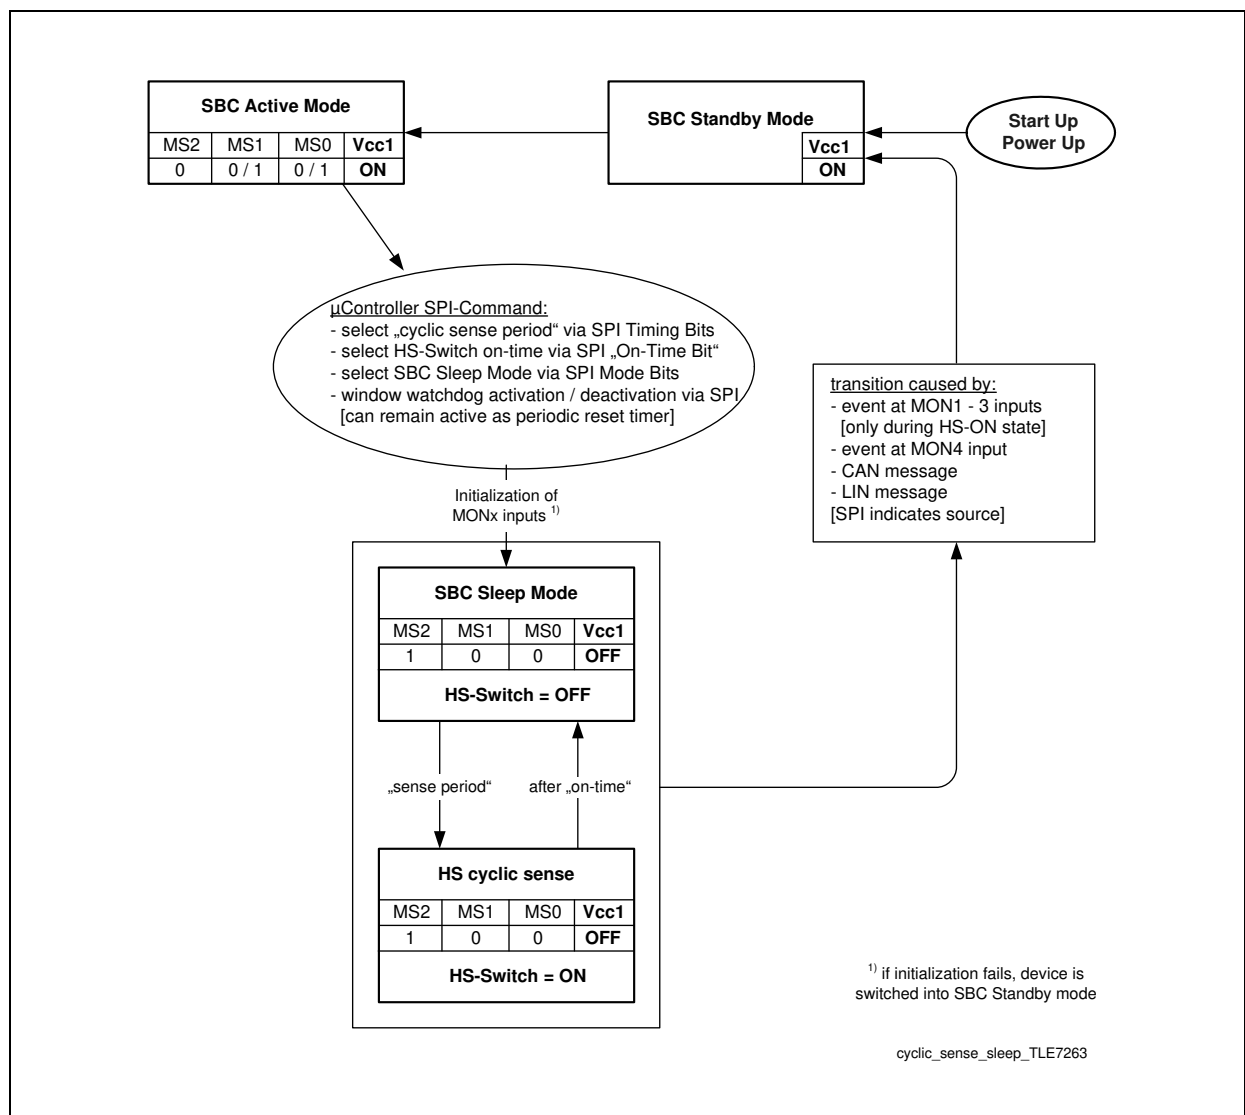 SBC Active Mode
MS2 MS1 MS0 Vcc1
0 0 / 1 0 / 1 ON
SBC Standby Mode
Vcc1
ON
Start Up
Power Up
µController SPI-Command:
- select „cyclic sense period“ via SPI Timing Bits
- select HS-Switch on-time via SPI „On-Time Bit“
- select SBC Sleep Mode via SPI Mode Bits
- window watchdog activation / deactivation via SPI
[can remain active as periodic reset timer]
transition caused by:
- event at MON1 - 3 inputs
[only during HS-ON state]
- event at MON4 input
- CAN message
- LIN message
[SPI indicates source]
Initialization of
MONx inputs 1)
SBC Sleep Mode
MS2 MS1 MS0 Vcc1
1 0 0 OFF
HS-Switch = OFF
„sense period“ after „on-time“
HS cyclic sense
MS2 MS1 MS0 Vcc1
1 0 0 OFF
HS-Switch = ON
1) if initialization fails, device is
switched into SBC Standby mode
cyclic_sense_sleep_TLE7263